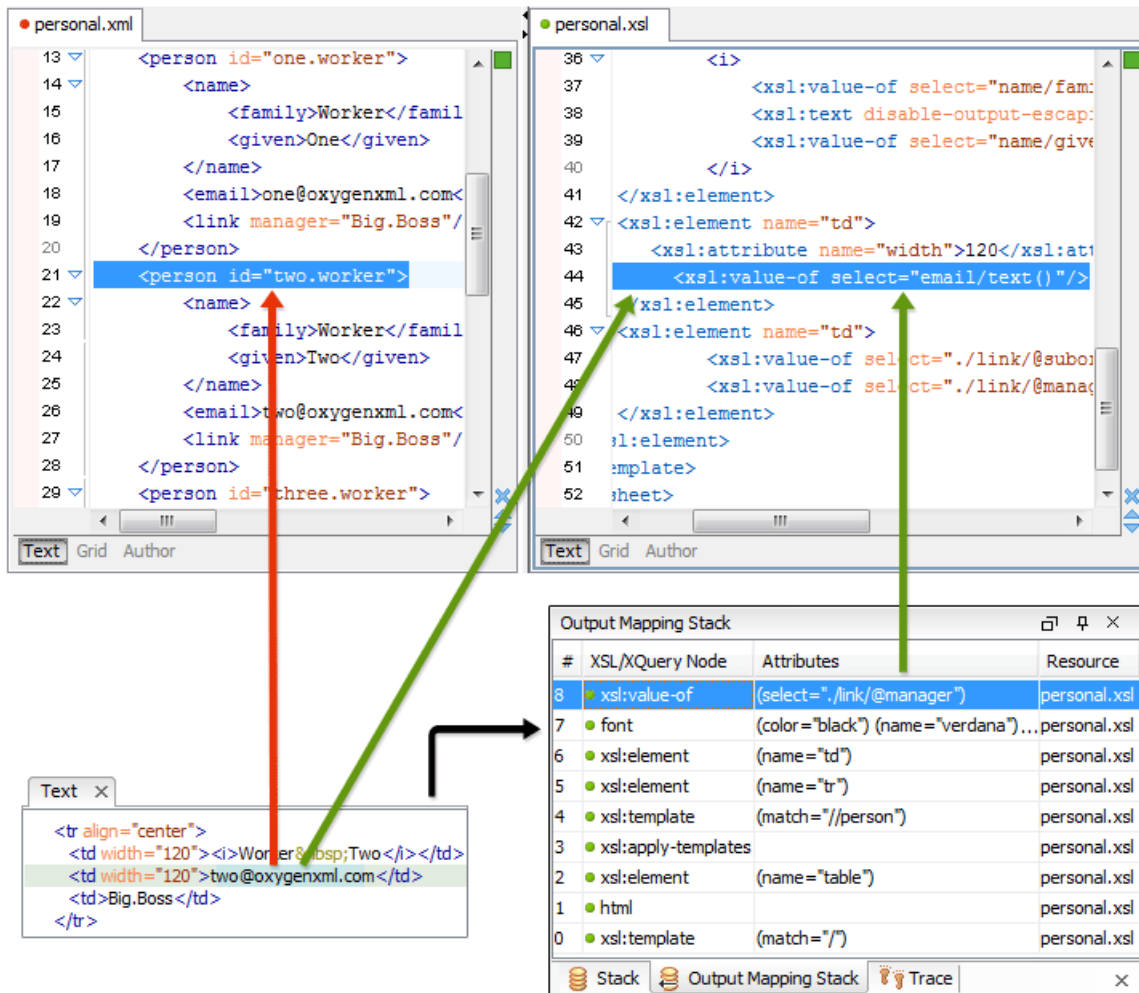 personal.xml
13 <person id="one.worker">
14 <name>
15 <family>Worker</famil
16 <given>One</given>
17 </name>
18 <email>one@oxygenxml.com<
19 <link manager="Big.Boss"/
20 </person>
21 <person id="two.worker">
22 <name>
23 <family>Worker</famil
24 <given>Two</given>
25 </name>
26 <email>two@oxygenxml.com<
27 <link manager="Big.Boss"/
28 </person>
29 <person id="three.worker">
Text Grid Author
personal.xsl
36 <i>
37 <xsl:value-of select="name/fami
38 <xsl:text disable-output-escapi
39 <xsl:value-of select="name/give
40 </i>
41 </xsl:element>
42 <xsl:element name="td">
43 <xsl:attribute name="width">120</xsl:att
44 <xsl:value-of select="email/text()"/>
45 </xsl:element>
46 <xsl:element name="td">
47 <xsl:value-of select="./link/@subor
48 <xsl:value-of select="./link/@manag
49 </xsl:element>
50 sl:element>
51 emplate>
52 sheet>
Text Grid Author
Text
<tr align="center">
<td width="120"><i>Worker&nbsp;Two</i></td>
<td width="120">two@oxygenxml.com</td>
<td>Big.Boss</td>
</tr>
Output Mapping Stack
# XSL/XQuery Node Attributes Resource
8 xsl:value-of (select="./link/@manager") personal.xsl
7 font (color="black") (name="verdana") ... personal.xsl
6 xsl:element (name="td") personal.xsl
5 xsl:element (name="tr") personal.xsl
4 xsl:template (match="//person") personal.xsl
3 xsl:apply-templates personal.xsl
2 xsl:element (name="table") personal.xsl
1 html personal.xsl
0 xsl:template (match="/") personal.xsl
Stack Output Mapping Stack Trace